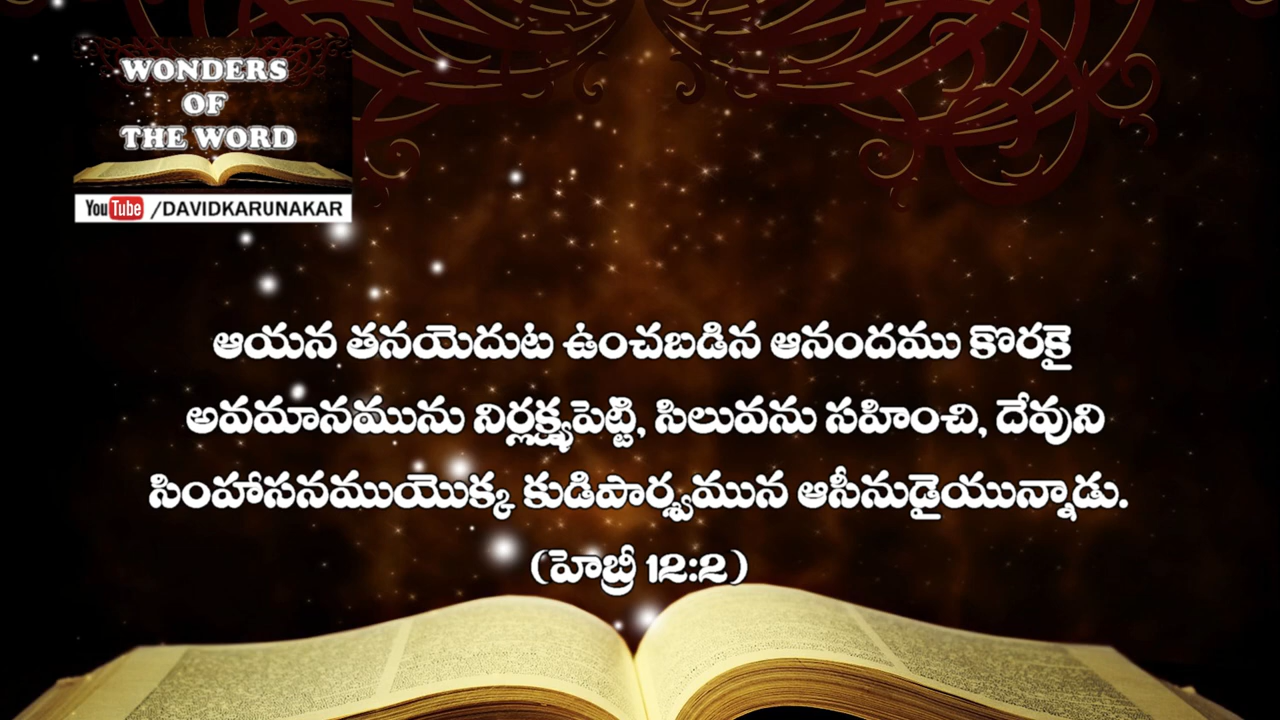 WONDERS
OF
THE WORD
YouTube /DAVIDKARUNAKAR
ఆయన తనయెదుట ఉంచబడిన ఆనందము కొరకై
అవమానమును నిర్లక్ష్యపెట్టి, సిలువను సహించి, దేవుని
సింహాసనముయొక్క కుడిపార్శ్వమున ఆసీనుడైయున్నాడు.
(హెబ్రీ 12:2)